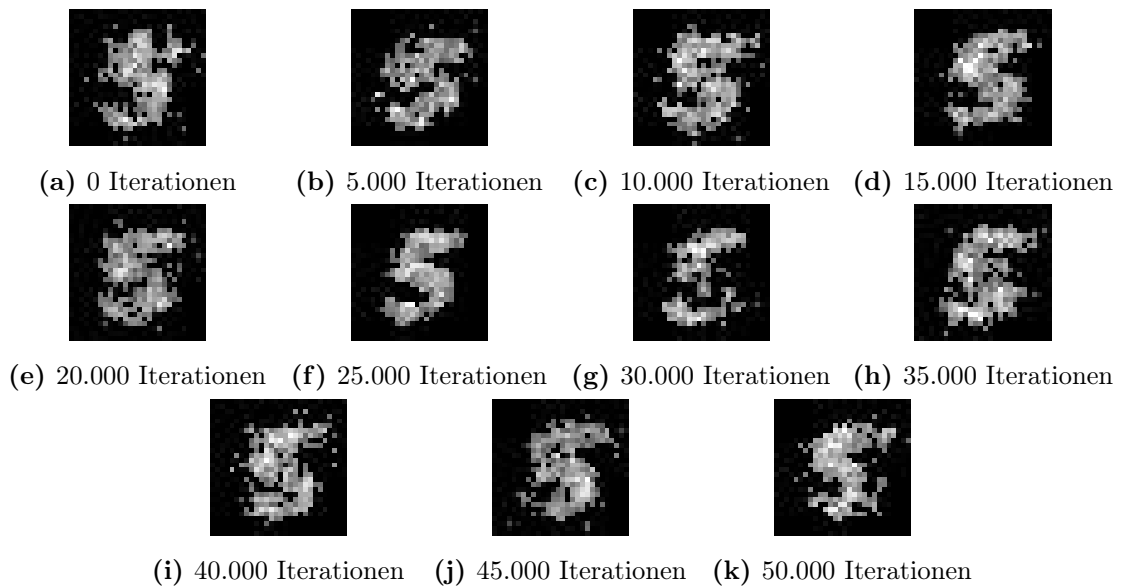 (a) 0 Iterationen (b) 5.000 Iterationen (c) 10.000 Iterationen (d) 15.000 Iterationen
(e) 20.000 Iterationen (f) 25.000 Iterationen (g) 30.000 Iterationen (h) 35.000 Iterationen
(i) 40.000 Iterationen (j) 45.000 Iterationen (k) 50.000 Iterationen